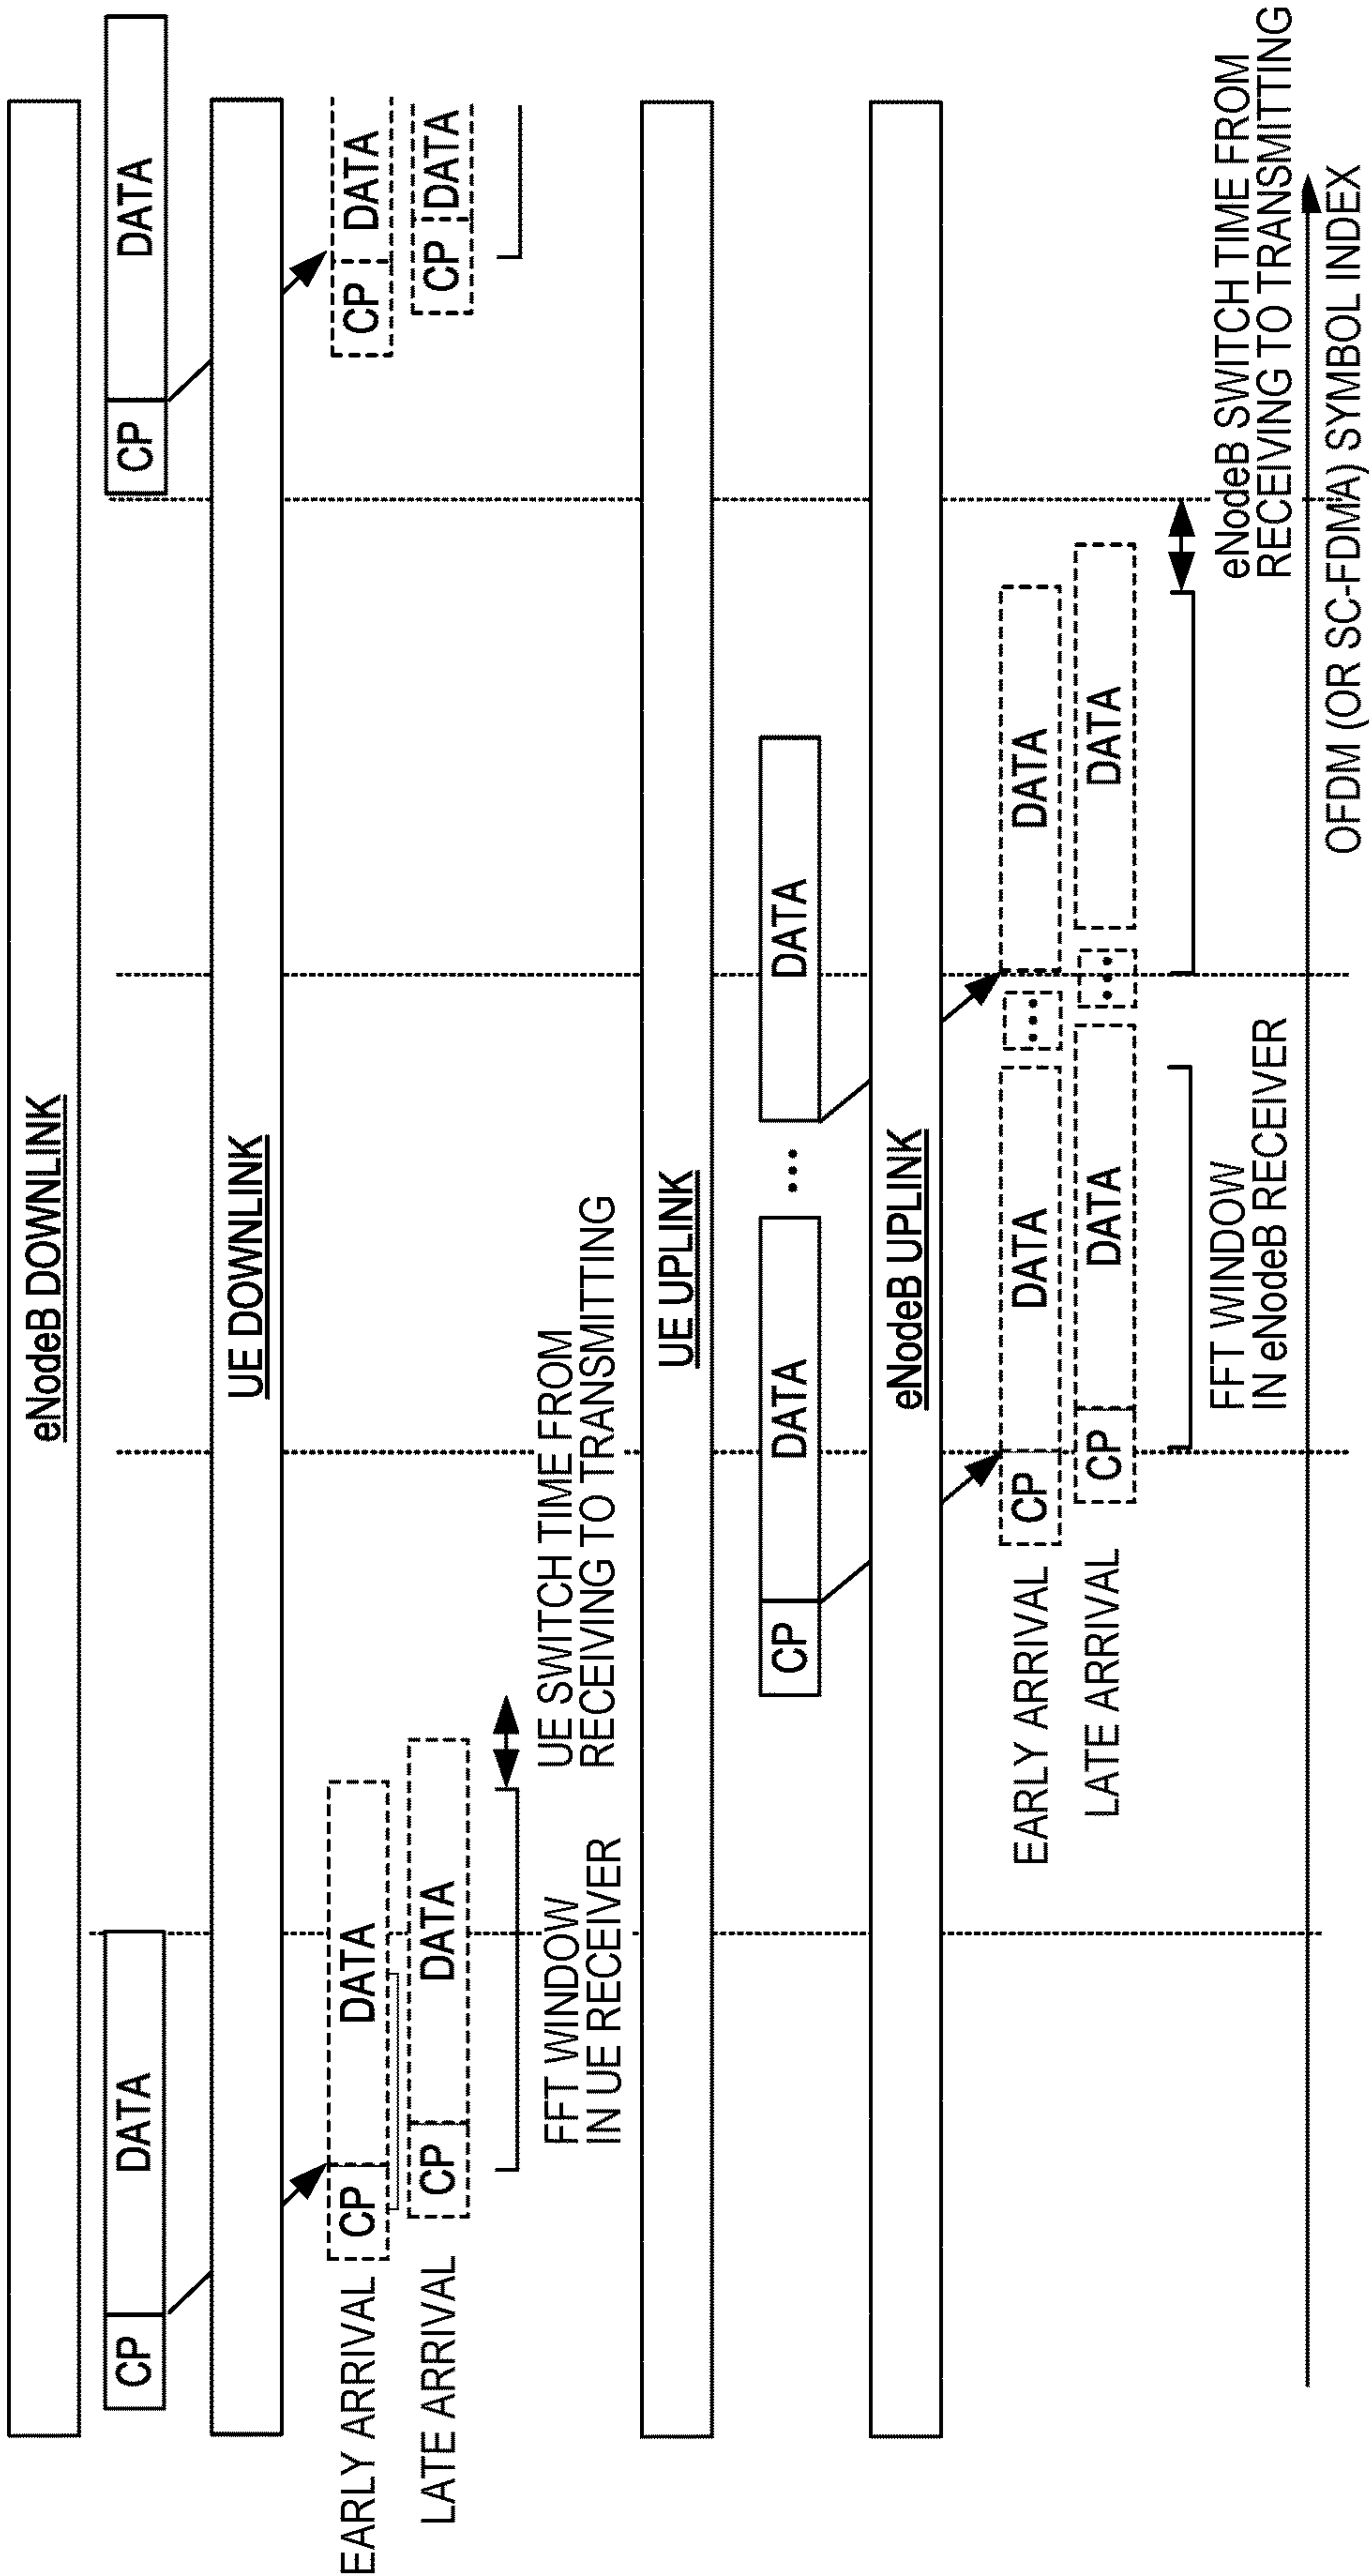 eNodeB DOWNLINK
CP DATA CP DATA
UE DOWNLINK
EARLY ARRIVAL CP DATA CP DATA
LATE ARRIVAL CP DATA CP DATA
FFT WINDOW
IN UE RECEIVER
UE SWITCH TIME FROM
RECEIVING TO TRANSMITTING
UE UPLINK
CP DATA ... DATA
eNodeB UPLINK
EARLY ARRIVAL CP DATA ... DATA
LATE ARRIVAL CP DATA ... DATA
FFT WINDOW
IN eNodeB RECEIVER
eNodeB SWITCH TIME FROM
RECEIVING TO TRANSMITTING
OFDM (OR SC-FDMA) SYMBOL INDEX